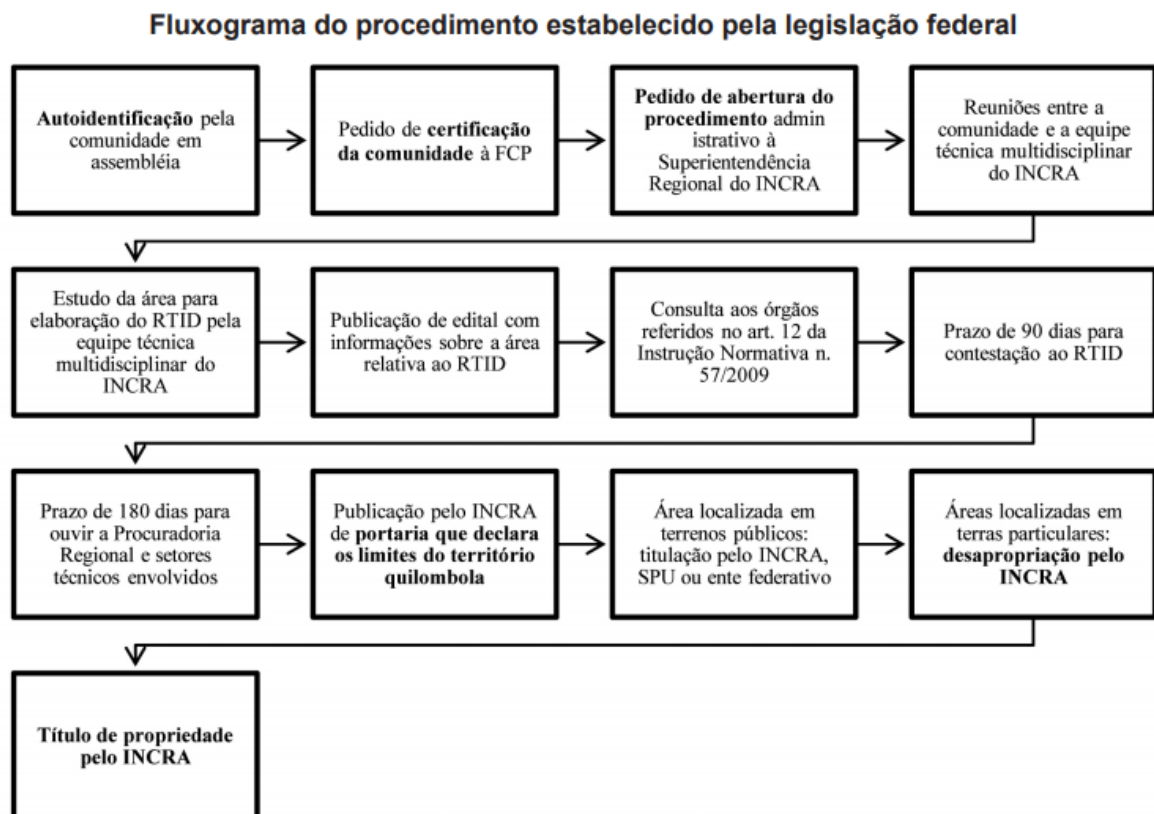 Fluxograma do procedimento estabelecido pela legislação federal
Autoidentificação pela
comunidade em
assembléia
Pedido de certificação
da comunidade à FCP
Pedido de abertura do
procedimento admin
istrativo à
Superientendência
Regional do INCRA
Reuniões entre a
comunidade e a equipe
técnica multidisciplinar
do INCRA
Estudo da área para
elaboração do RTID pela
equipe técnica
multidisciplinar do
INCRA
Publicação de edital com
informações sobre a área
relativa ao RTID
Consulta aos órgãos
referidos no art. 12 da
Instrução Normativa n.
57/2009
Prazo de 90 dias para
contestação ao RTID
Prazo de 180 dias para
ouvir a Procuradoria
Regional e setores
técnicos envolvidos
Publicação pelo INCRA
de portaria que declara
os limites do território
quilombola
Área localizada em
terrenos públicos:
titulação pelo INCRA,
SPU ou ente federativo
Áreas localizadas em
terras particulares:
desapropriação pelo
INCRA
Título de propriedade
pelo INCRA